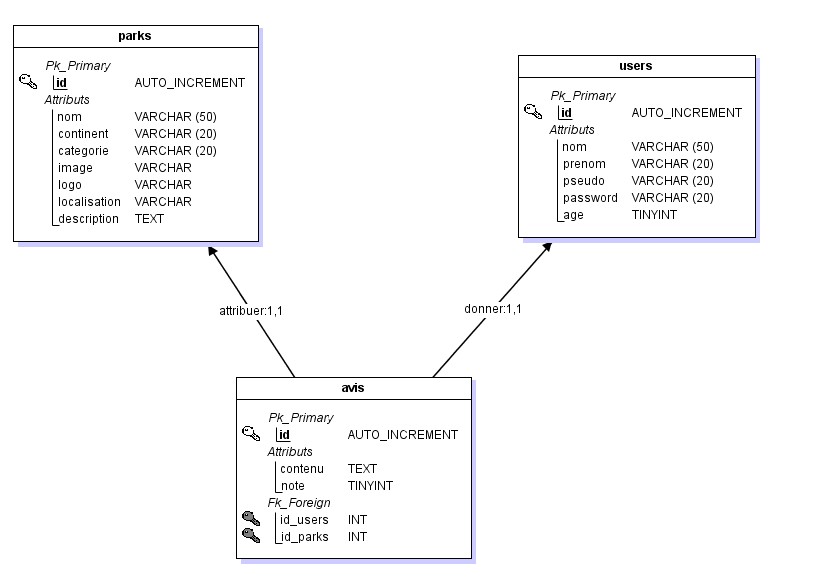 parks
Pk_Primary
id AUTO_INCREMENT
Attributs
nom VARCHAR (50)
continent VARCHAR (20)
categorie VARCHAR (20)
image VARCHAR
logo VARCHAR
localisation VARCHAR
description TEXT
users
Pk_Primary
id AUTO_INCREMENT
Attributs
nom VARCHAR (50)
prenom VARCHAR (20)
pseudo VARCHAR (20)
password VARCHAR (20)
age TINYINT
attribuer:1,1
donner:1,1
avis
Pk_Primary
id AUTO_INCREMENT
Attributs
contenu TEXT
note TINYINT
Fk_Foreign
id_users INT
id_parks INT